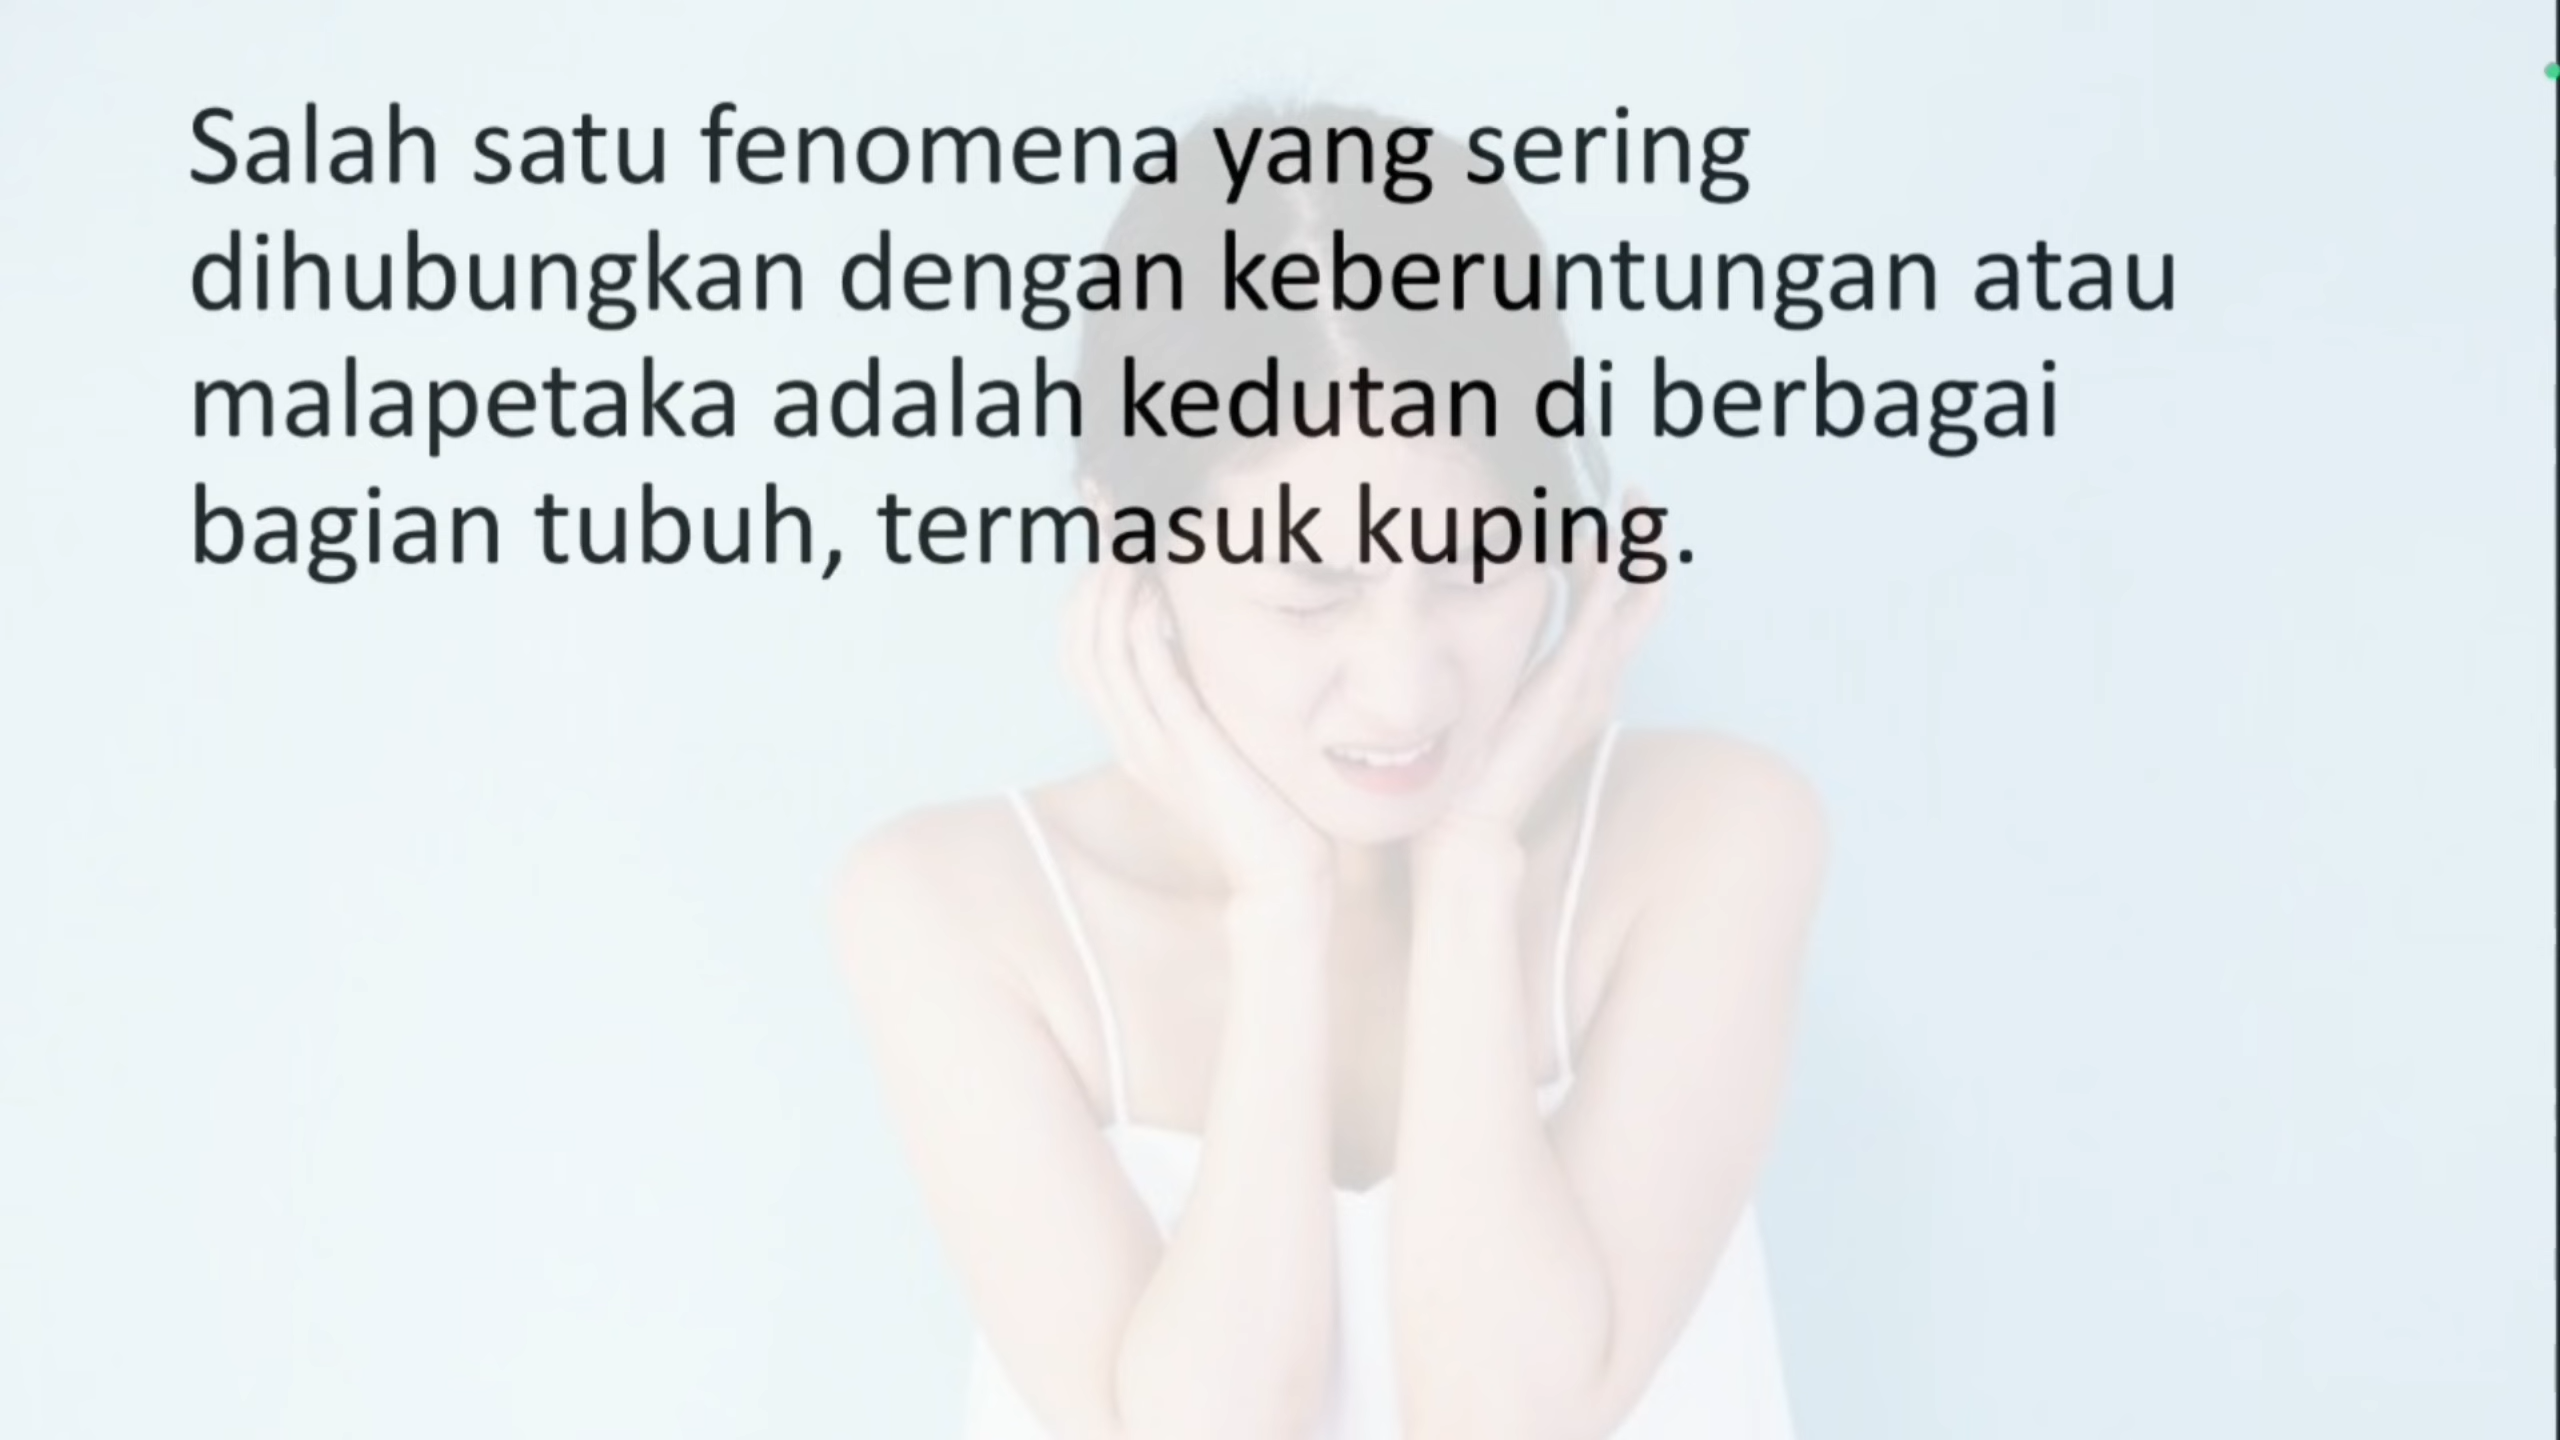 Salah satu fenomena yang sering
dihubungkan dengan keberuntungan atau
malapetaka adalah kedutan di berbagai
bagian tubuh, termasuk kuping.